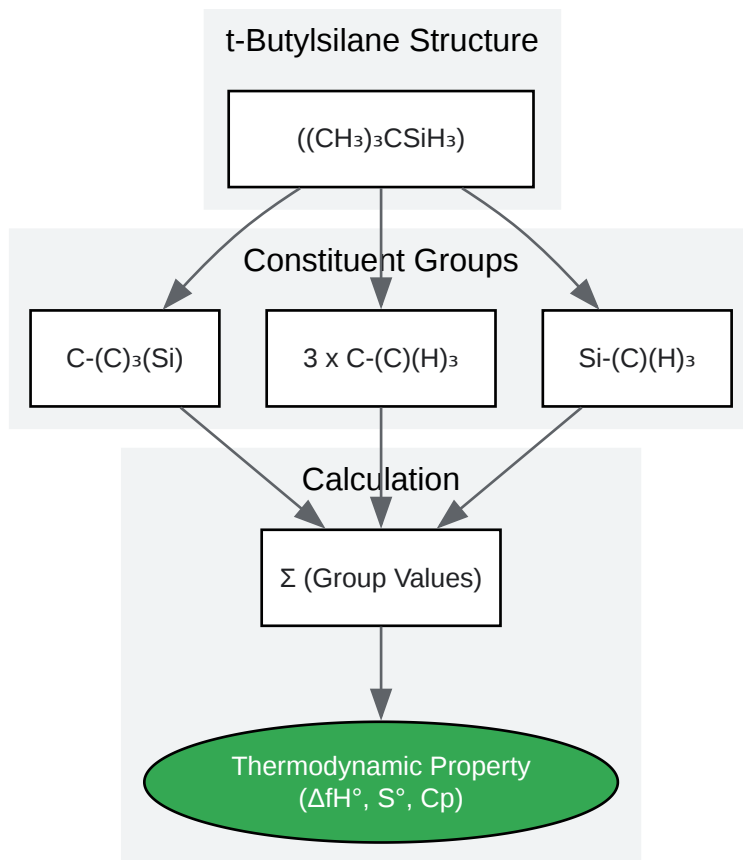 t-Butylsilane Structure
((CH₃)₃CSiH₃)
Constituent Groups
C-(C)₃(Si)
3 x C-(C)(H)₃
Si-(C)(H)₃
Calculation
Σ (Group Values)
Thermodynamic Property
(ΔfH°, S°, Cp)